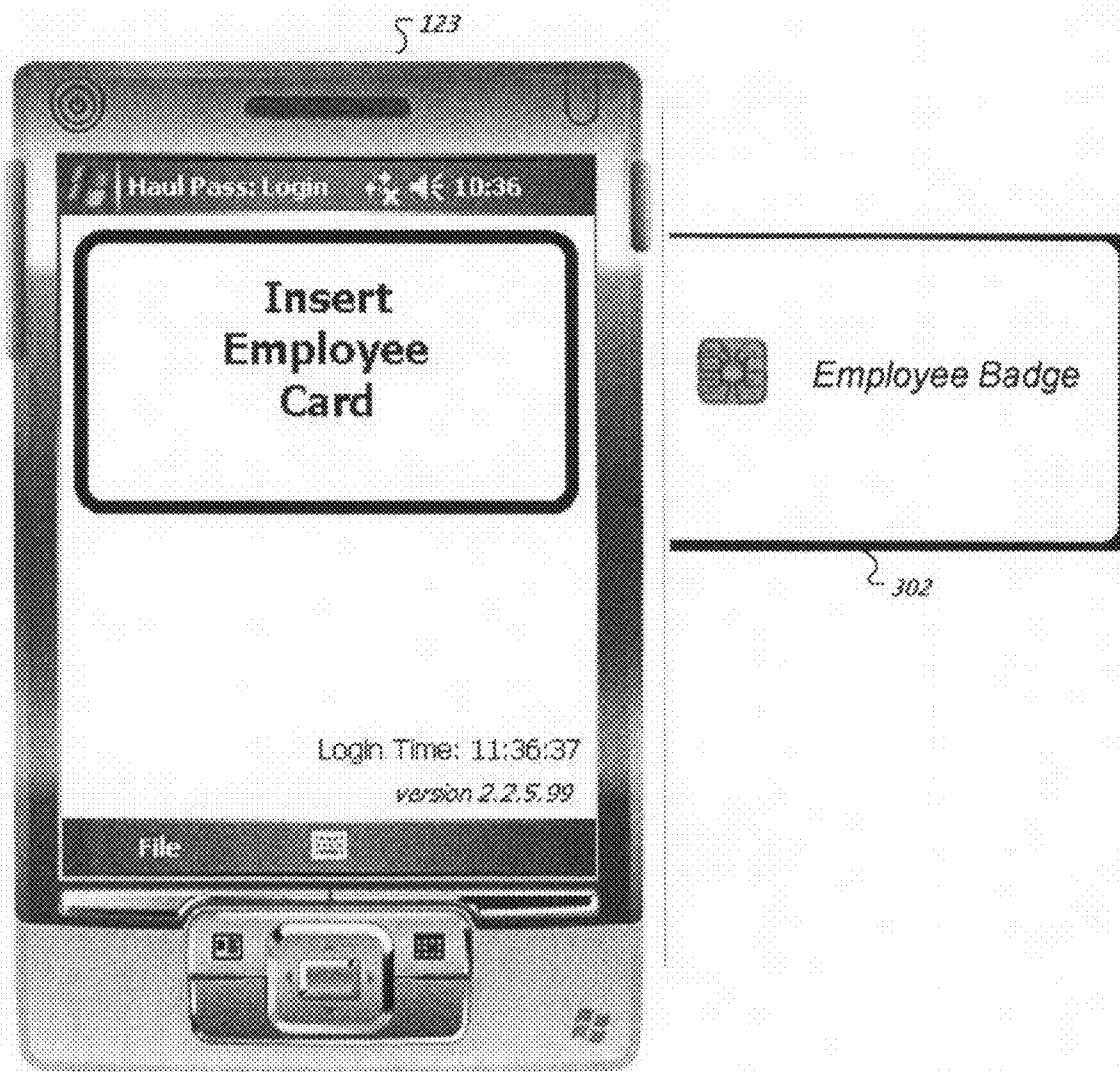 123
Haul Pass: Login 10:36
Insert
Employee
Card
Employee Badge
302
Login Time: 11:36:37
version 2.2.5.99
File